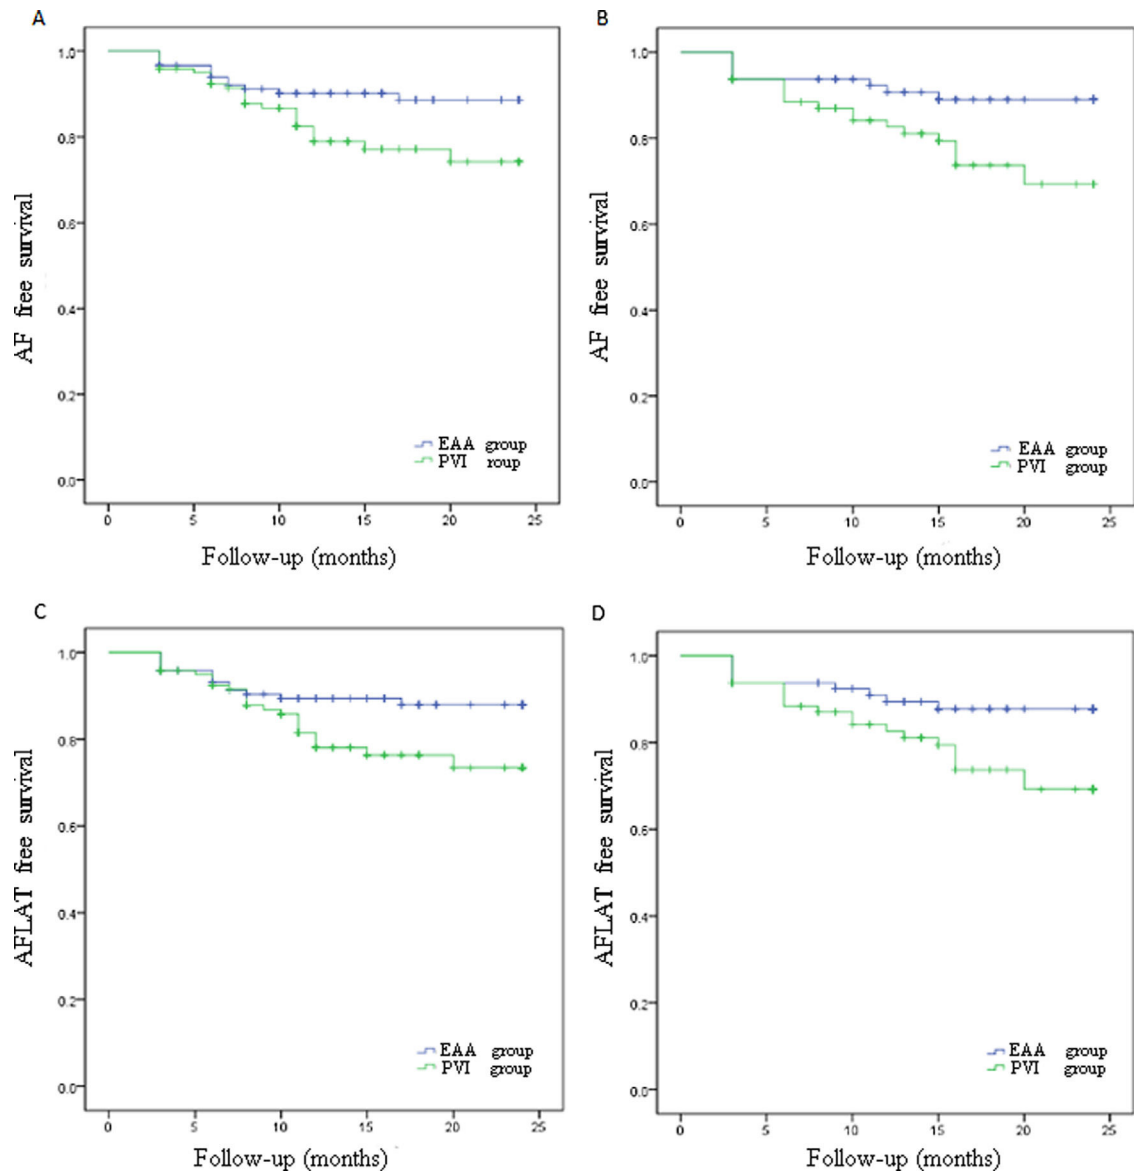 A
1.0
0.8
0.6
0.4
0.2
0.0
AF free survival
EAA group
PVI roup
0 5 10 15 20 25
Follow-up (months)
B
1.0
0.8
0.6
0.4
0.2
0.0
AF free survival
EAA group
PVI group
0 5 10 15 20 25
Follow-up (months)
C
1.0
0.8
0.6
0.4
0.2
0.0
AFLAT free survival
EAA group
PVI group
0 5 10 15 20 25
Follow-up (months)
D
1.0
0.8
0.6
0.4
0.2
0.0
AFLAT free survival
EAA group
PVI group
0 5 10 15 20 25
Follow-up (months)